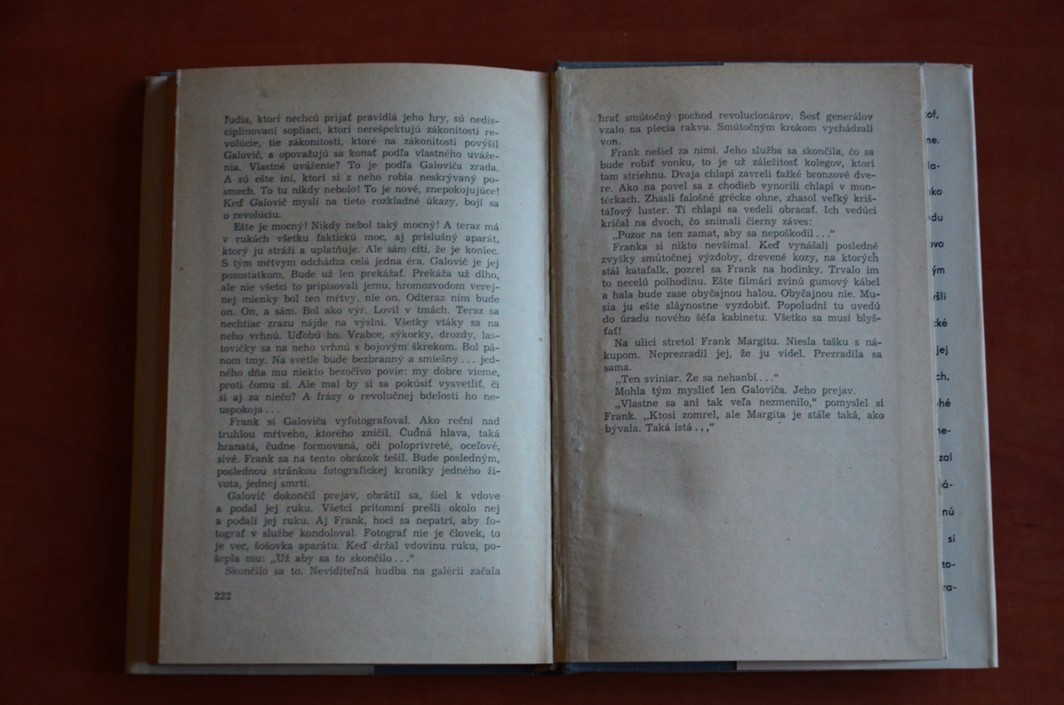 ľudia, ktorí nechcú prijať pravidlá jeho hry, sú nedis-
ciplinovaní sopliaci, ktorí nerešpektujú zákonitosti re-
volúcie, tie zákonitosti, ktoré na zákonitosti povýšil
Galovič, a opovažujú sa konať podľa vlastného uváže-
nia. Vlastné uváženie? To je podľa Galoviča zrada.
A sú ešte iní, ktorí si z neho robia neskrývaný po-
smech. To tu nikdy nebolo! To je nové, znepokojujúce!
Keď Galovič myslí na tieto rozkladné úkazy, bojí sa
o revolúciu.
Ešte je mocný! Nikdy nebol taký mocný! A teraz má
v rukách všetku faktickú moc, aj príslušný aparát,
ktorý ju stráži a uplatňuje. Ale sám cíti, že je koniec.
S tým mŕtvym odchádza celá jedna éra. Galovič je jej
pozostatkom. Bude už len prekážať. Prekáža už dlho,
ale nie všetci to pripisovali jemu, hromozvodom verej-
nej mienky bol ten mŕtvy, nie on. Odteraz ním bude
on. On, a sám. Bol ako výr. Lovil v tmách. Teraz sa
nechtiac zrazu nájde na výslní. Všetky vtáky sa na
neho vrhnú. Uďobú ho. Vrabce, sýkorky, drozdy, las-
tovičky sa na neho vrhnú s bojovým škrekom. Bol pá-
nom tmy. Na svetle bude bezbranný a smiešny... jed-
ného dňa mu niekto bezočivo povie: my dobre vieme,
proti čomu si. Ale mal by si sa pokúsiť vysvetliť, či
si aj za niečo? A frázy o revolučnej bdelosti ho ne-
uspokoja...
Frank si Galoviča vyfotografoval. Ako reční nad
truhlou mŕtveho, ktorého zničil. Čudná hlava, taká
hranatá, čudne formovaná, oči poloprivreté, oceľové,
sivé. Frank sa na tento obrázok tešil. Bude posledným,
poslednou stránkou fotografickej kroniky jedného ži-
vota, jednej smrti.
Galovič dokončil prejav, obrátil sa, šiel k vdove
a podal jej ruku. Všetci prítomní prešli okolo nej
a podali jej ruku. Aj Frank, hoci sa nepatrí, aby fo-
tograf v službe kondoloval. Fotograf nie je človek, to
je vec, šošovka aparátu. Keď držal vdovinu ruku, po-
šepla mu: „Už aby sa to skončilo...“
Skončilo sa to. Neviditeľná hudba na galérii začala
222
hrať smútočný pochod revolucionárov. Šesť generálov
vzalo na plecia rakvu. Smútočným krokom vychádzali
von.
Frank nešiel za nimi. Jeho služba sa skončila, čo sa
bude robiť vonku, to je už záležitosť kolegov, ktorí
tam striehnu. Dvaja chlapi zavreli ťažké bronzové dve-
re. Ako na povel sa z chodieb vynorili chlapi v mon-
térkach. Zhasli falošné grécke ohne, zhasol veľký kriš-
táľový luster. Tí chlapi sa vedeli obracať. Ich vedúci
kričal na dvoch, čo snímali čierny záves:
„Pozor na ten zamat, aby sa nepoškodil...“
Franka si nikto nevšímal. Keď vynášali posledné
zvyšky smútočnej výzdoby, drevené kozy, na ktorých
stál katafalk, pozrel sa Frank na hodinky. Trvalo im
to necelú polhodinu. Ešte filmári zvinú gumový kábel
a hala bude zase obyčajnou halou. Obyčajnou nie. Mu-
sia ju ešte slávnostne vyzdobiť. Popoludní tu uvedú
do úradu nového šéfa kabinetu. Všetko sa musí blyš-
ťať!
Na ulici stretol Frank Margitu. Niesla tašku s ná-
kupom. Neprezradil jej, že ju videl. Prezradila sa
sama.
„Ten sviniar. Že sa nehanbí...“
Mohla tým myslieť len Galoviča. Jeho prejav.
„Vlastne sa ani tak veľa nezmenilo,“ pomyslel si
Frank. „Ktosi zomrel, ale Margita je stále taká, ako
bývala. Taká istá...“
ne.
la-
sko
du
ovo
ým
šli
cké
jej
ch,
hé
ne-
zal
á-
nú
si
to-
ra-